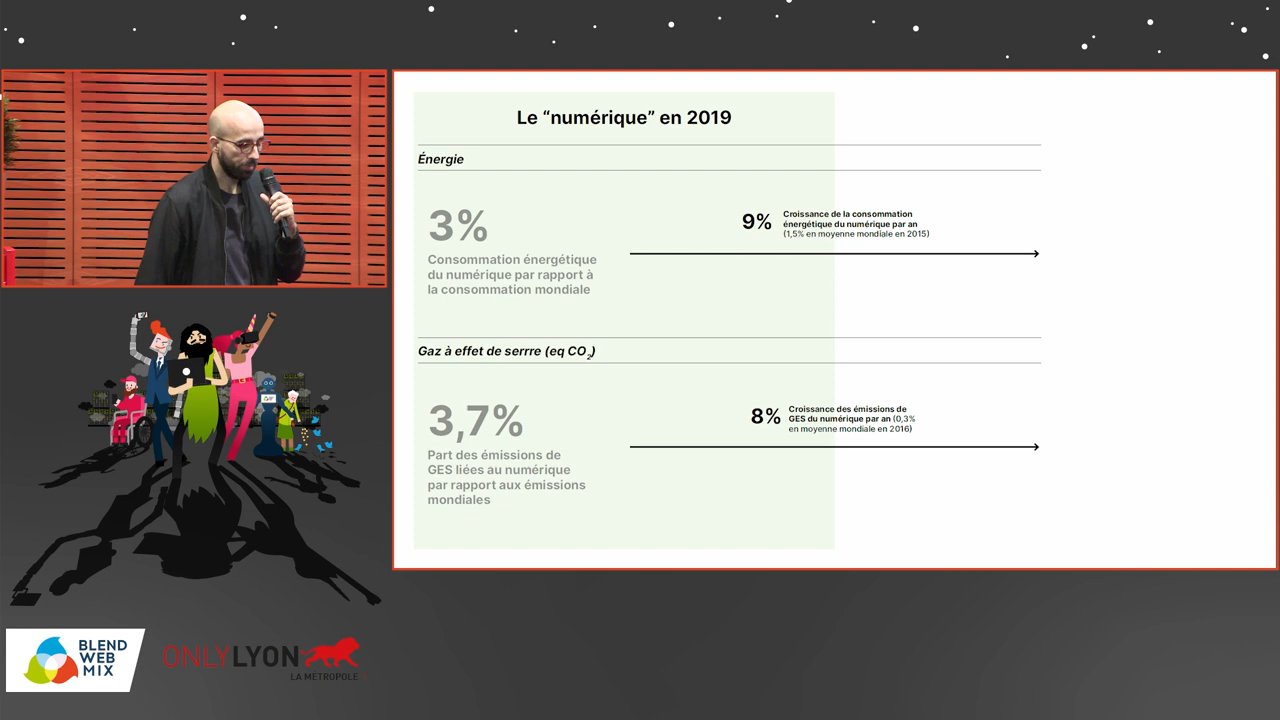 Le “numérique” en 2019
Énergie
3%
Consommation énergétique
du numérique par rapport à
la consommation mondiale
9%
Croissance de la consommation
énergétique du numérique par an
(1,5% en moyenne mondiale en 2015)
Gaz à effet de serrre (eq CO₂)
3,7%
Part des émissions de
GES liées au numérique
par rapport aux émissions
mondiales
8%
Croissance des émissions de
GES du numérique par an (0,3%
en moyenne mondiale en 2016)
BLEND
WEB
MIX
ONLYLYON
LA MÉTROPOLE